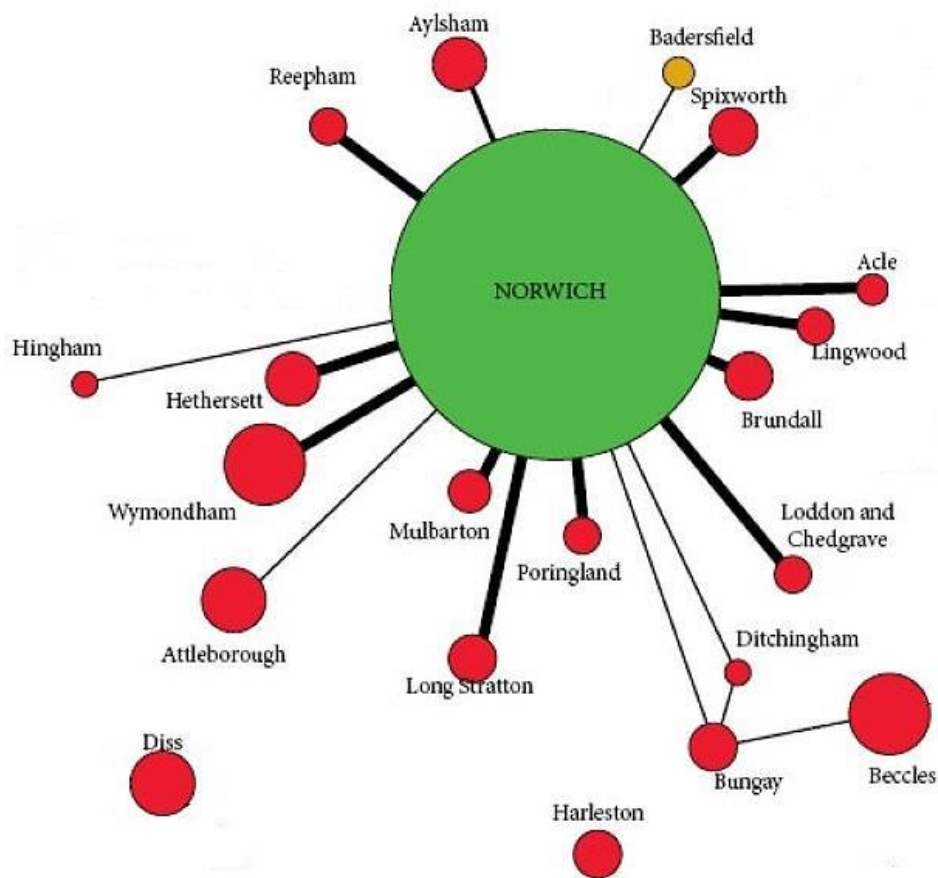 Aylsham
Badersfield
Reepham
Spixworth
Acle
NORWICH
Lingwood
Hingham
Hethersett
Brundall
Wymondham
Mulbarton
Loddon and
Chedgrave
Poringland
Attleborough
Ditchingham
Long Stratton
Diss
Bungay
Beccles
Harleston